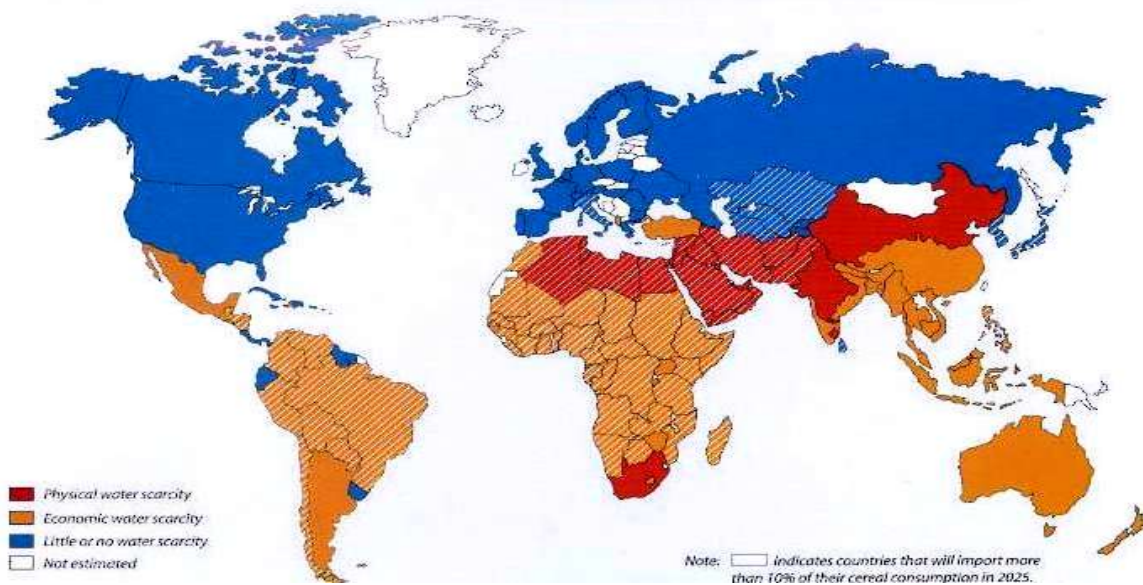 Physical water scarcity
Economic water scarcity
Little or no water scarcity
Not estimated
Note: indicates countries that will import more
than 10% of their cereal consumption in 2025.